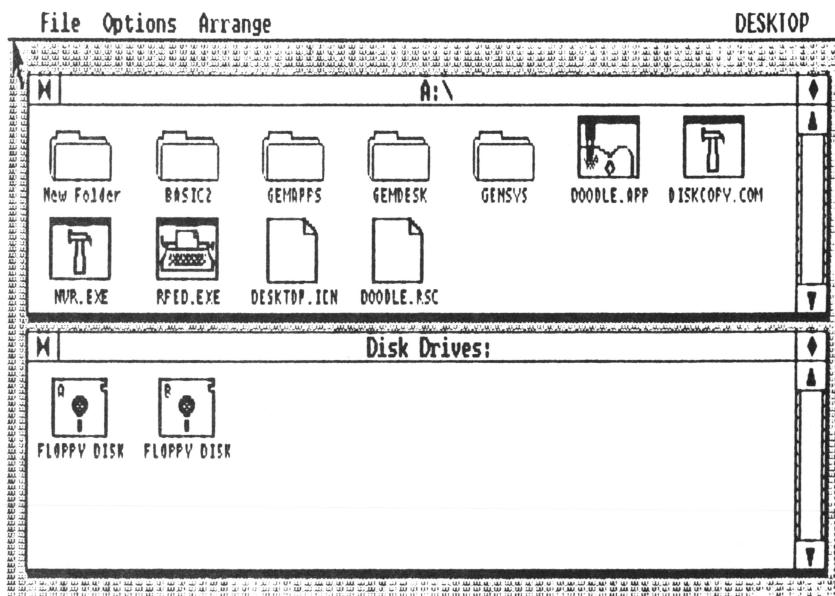 File Options Arrange DESKTOP
A:\
New Folder BASIC2 GEMAPPS GEMDESK GEMSYS DOODLE.APP DISKCOPY.COM
NVR.EXE RPED.EXE DESKTOP.ICN DOODLE.RSC
Disk Drives:
A B
FLOPPY DISK FLOPPY DISK